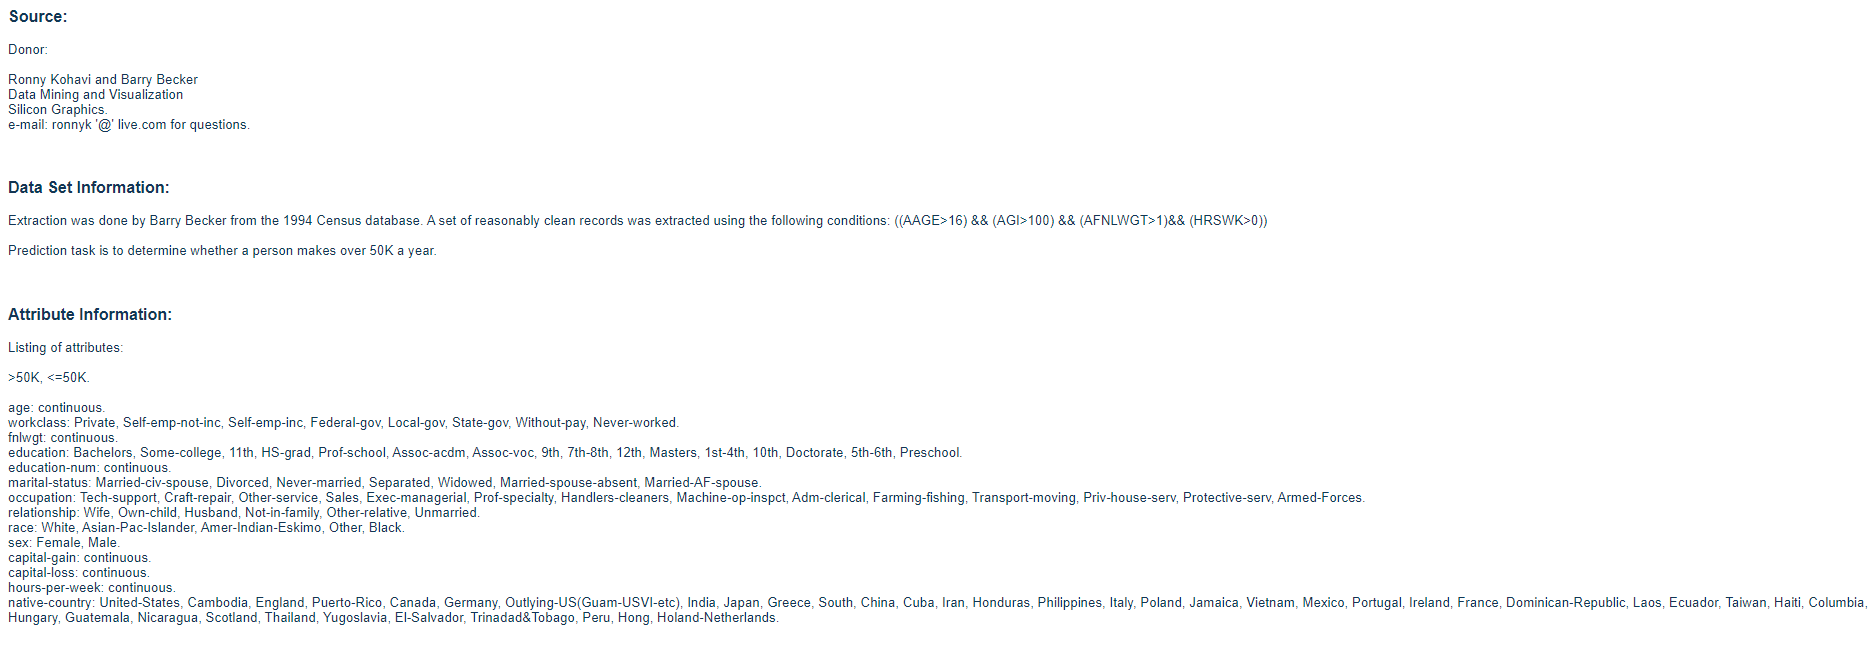 Source:
Donor:
Ronny Kohavi and Barry Becker
Data Mining and Visualization
Silicon Graphics.
e-mail: ronnyk '@' live.com for questions.
Data Set Information:
Extraction was done by Barry Becker from the 1994 Census database. A set of reasonably clean records was extracted using the following conditions: ((AAGE>16) && (AGI>100) && (AFNLWGT>1)&& (HRSWK>0))
Prediction task is to determine whether a person makes over 50K a year.
Attribute Information:
Listing of attributes:
>50K, <=50K.
age: continuous.
workclass: Private, Self-emp-not-inc, Self-emp-inc, Federal-gov, Local-gov, State-gov, Without-pay, Never-worked.
fnlwgt: continuous.
education: Bachelors, Some-college, 11th, HS-grad, Prof-school, Assoc-acdm, Assoc-voc, 9th, 7th-8th, 12th, Masters, 1st-4th, 10th, Doctorate, 5th-6th, Preschool.
education-num: continuous.
marital-status: Married-civ-spouse, Divorced, Never-married, Separated, Widowed, Married-spouse-absent, Married-AF-spouse.
occupation: Tech-support, Craft-repair, Other-service, Sales, Exec-managerial, Prof-specialty, Handlers-cleaners, Machine-op-inspct, Adm-clerical, Farming-fishing, Transport-moving, Priv-house-serv, Protective-serv, Armed-Forces.
relationship: Wife, Own-child, Husband, Not-in-family, Other-relative, Unmarried.
race: White, Asian-Pac-Islander, Amer-Indian-Eskimo, Other, Black.
sex: Female, Male.
capital-gain: continuous.
capital-loss: continuous.
hours-per-week: continuous.
native-country: United-States, Cambodia, England, Puerto-Rico, Canada, Germany, Outlying-US(Guam-USVI-etc), India, Japan, Greece, South, China, Cuba, Iran, Honduras, Philippines, Italy, Poland, Jamaica, Vietnam, Mexico, Portugal, Ireland, France, Dominican-Republic, Laos, Ecuador, Taiwan, Haiti, Columbia,
Hungary, Guatemala, Nicaragua, Scotland, Thailand, Yugoslavia, El-Salvador, Trinadad&Tobago, Peru, Hong, Holand-Netherlands.